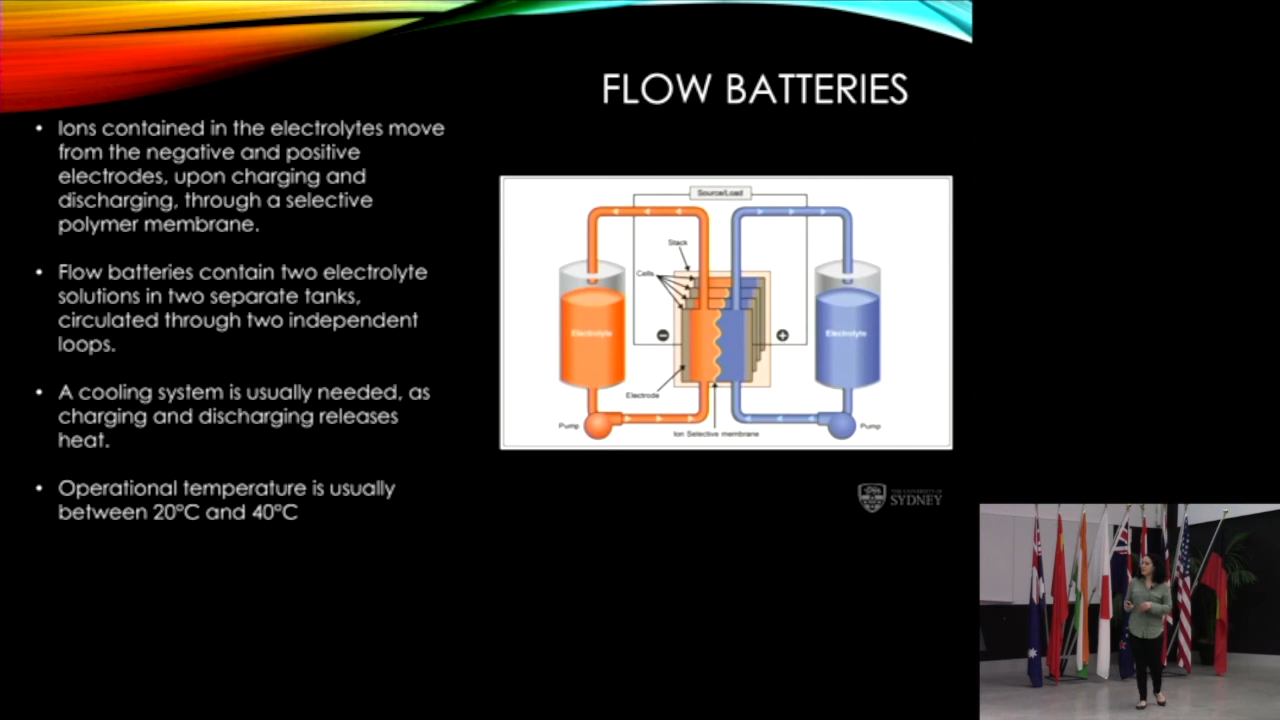 FLOW BATTERIES
• Ions contained in the electrolytes move
from the negative and positive
electrodes, upon charging and
discharging, through a selective
polymer membrane.
• Flow batteries contain two electrolyte
solutions in two separate tanks,
circulated through two independent
loops.
• A cooling system is usually needed, as
charging and discharging releases
heat.
• Operational temperature is usually
between 20°C and 40°C
Source/Load
Stack
Cells
Electrolyte
Electrolyte
−
+
Electrode
Pump
Pump
Ion Selective membrane
THE UNIVERSITY OF
SYDNEY